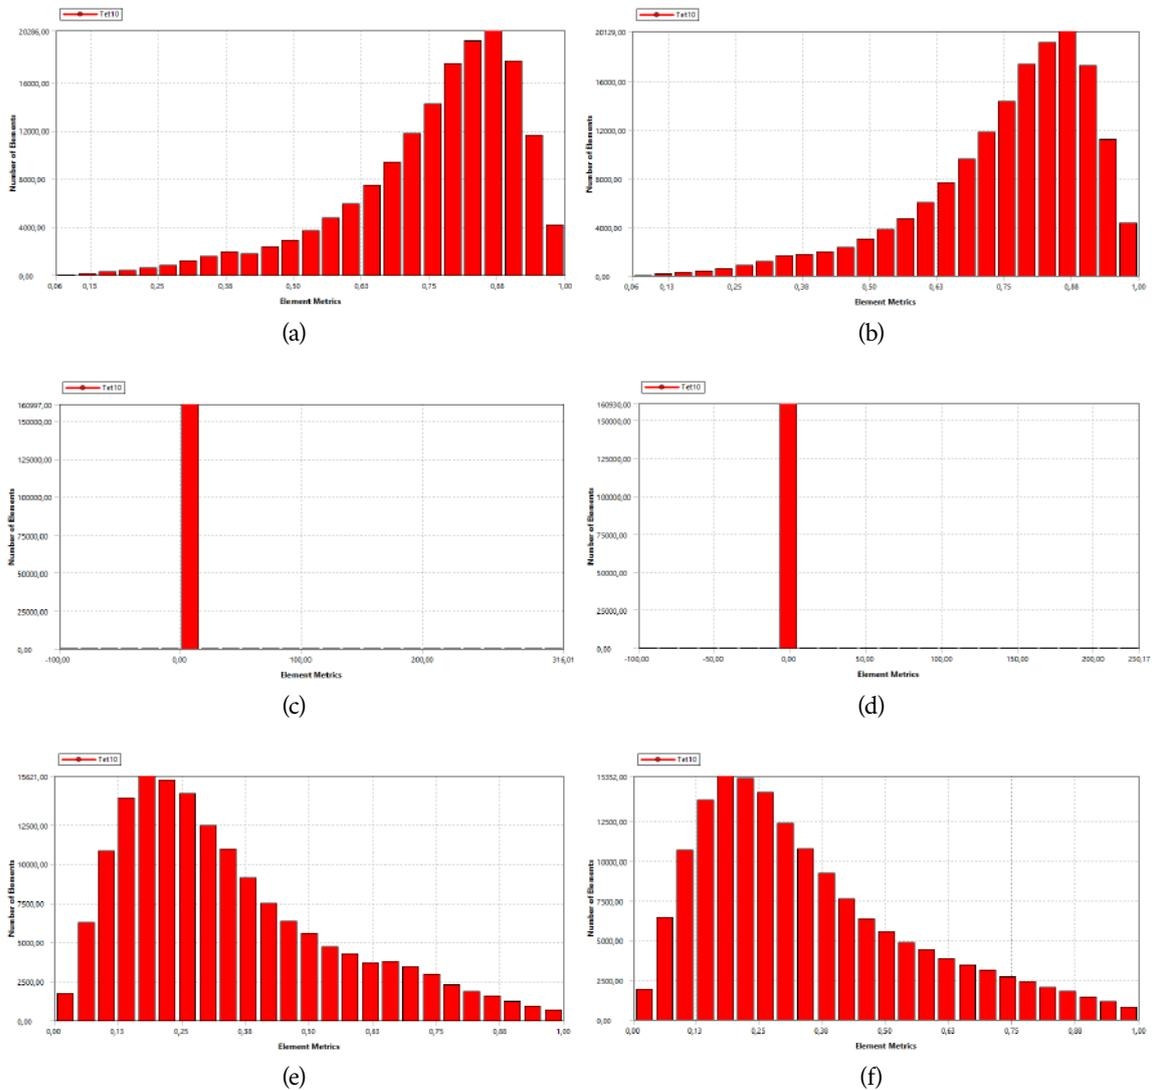 Tet10
20286,00
16000,00
12000,00
8000,00
4000,00
0,00
Number of Elements
0,06 0,13 0,25 0,38 0,50 0,63 0,75 0,88 1,00
Element Metrics
(a)
Tet10
20129,00
16000,00
12000,00
8000,00
4000,00
0,00
Number of Elements
0,06 0,13 0,25 0,38 0,50 0,63 0,75 0,88 1,00
Element Metrics
(b)
Tet10
160997,00
150000,00
125000,00
100000,00
75000,00
50000,00
25000,00
0,00
Number of Elements
-100,00 0,00 100,00 200,00 316,01
Element Metrics
(c)
Tet10
160930,00
150000,00
125000,00
100000,00
75000,00
50000,00
25000,00
0,00
Number of Elements
-100,00 -50,00 0,00 50,00 100,00 150,00 200,00 250,17
Element Metrics
(d)
Tet10
15621,00
12500,00
10000,00
7500,00
5000,00
2500,00
0,00
Number of Elements
0,00 0,13 0,25 0,38 0,50 0,63 0,75 0,88 1,00
Element Metrics
(e)
Tet10
15352,00
12500,00
10000,00
7500,00
5000,00
2500,00
0,00
Number of Elements
0,00 0,13 0,25 0,38 0,50 0,63 0,75 0,88 1,00
Element Metrics
(f)